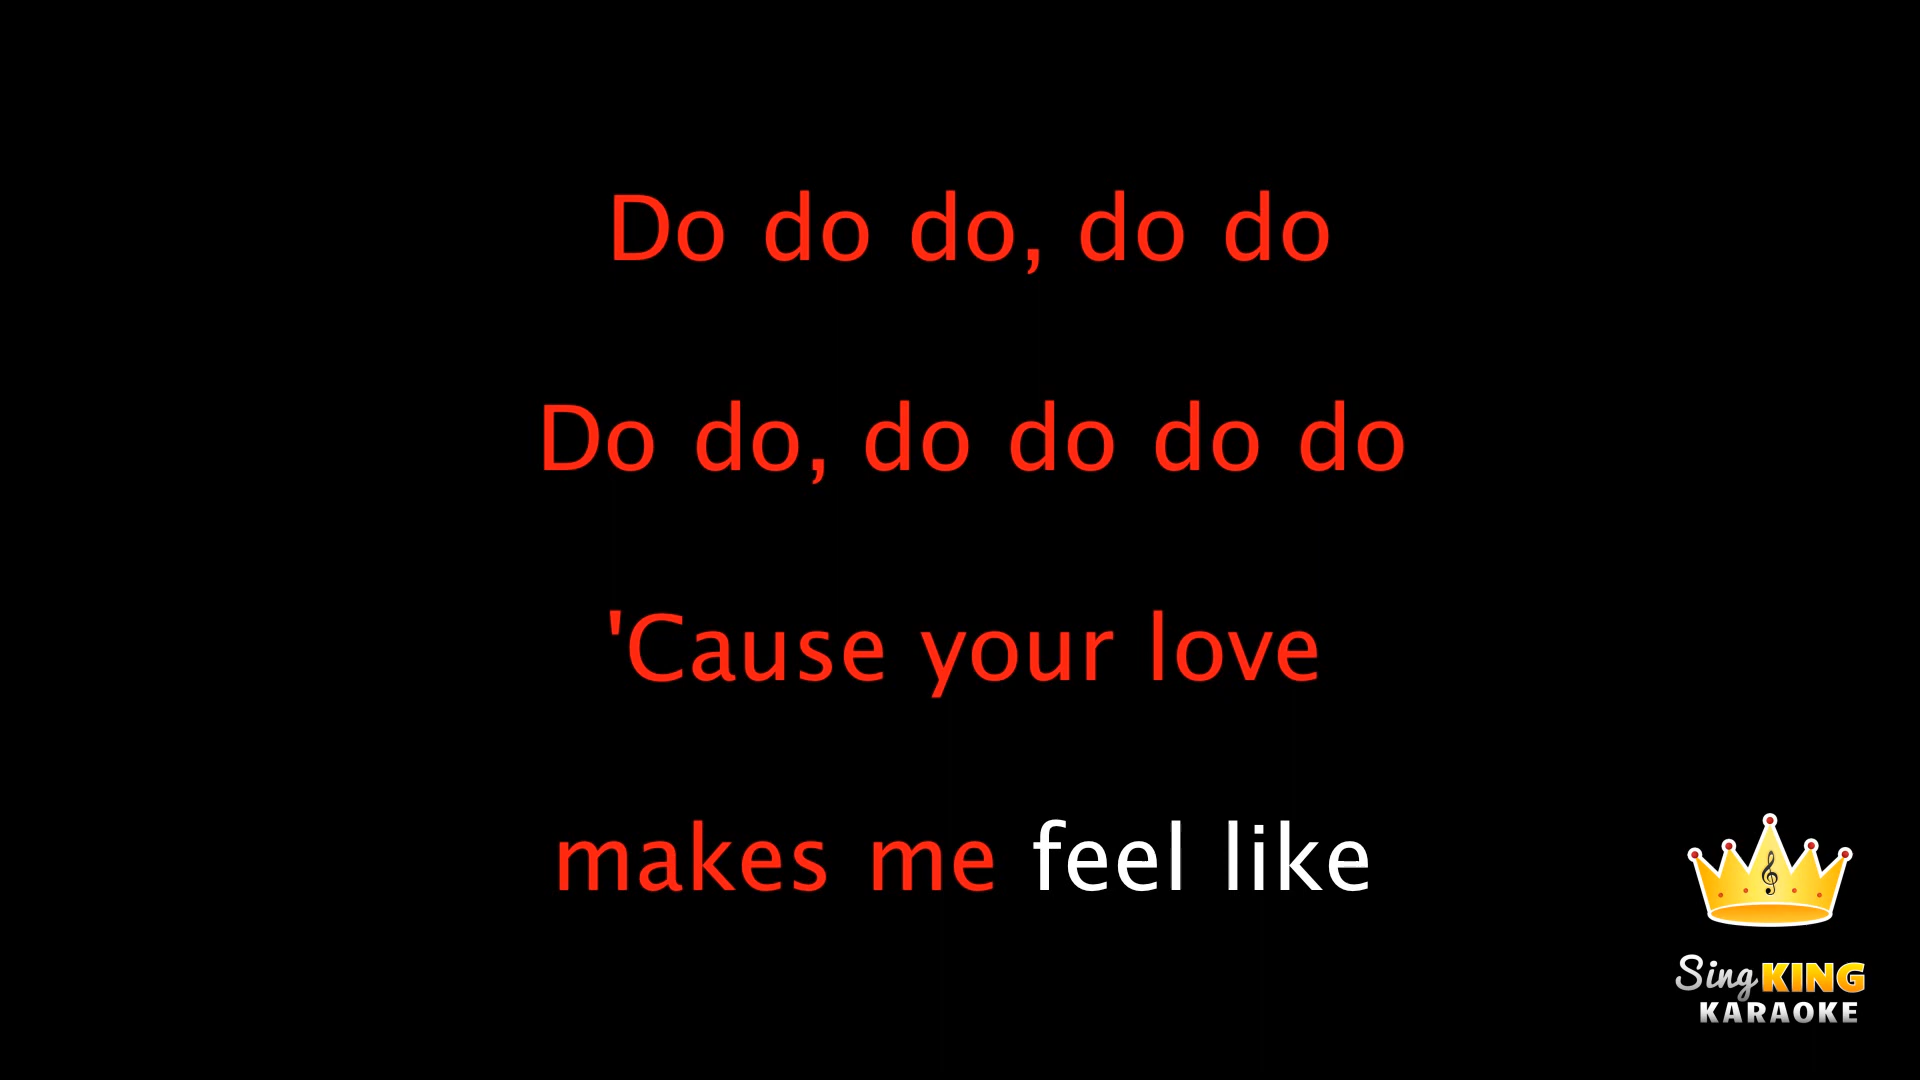 Do do do, do do
Do do, do do do do
'Cause your love
makes me feel like
Sing KING
KARAOKE